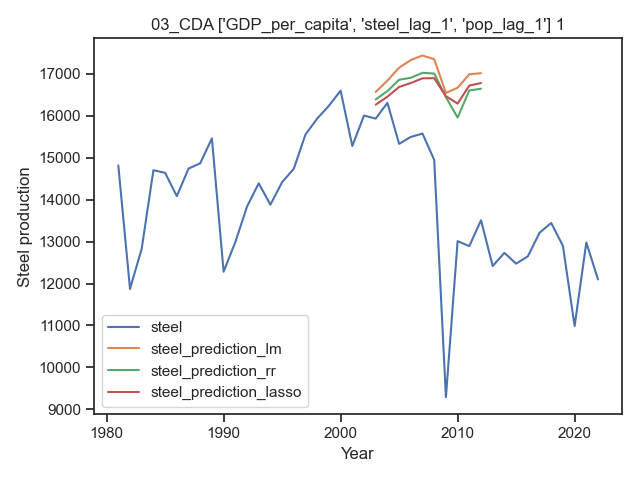 03_CDA ['GDP_per_capita', 'steel_lag_1', 'pop_lag_1'] 1
17000
16000
15000
14000
13000
12000
11000
10000
9000
Steel production
steel
steel_prediction_lm
steel_prediction_rr
steel_prediction_lasso
1980
1990
2000
2010
2020
Year